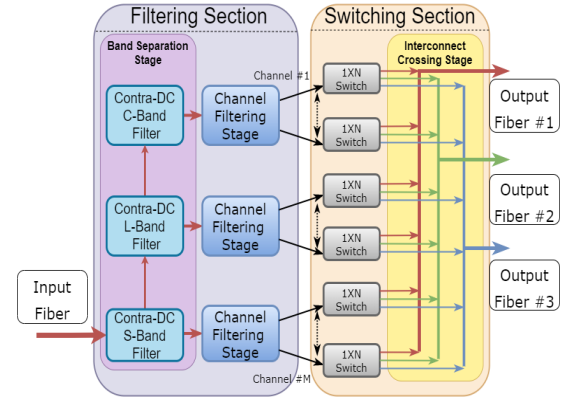 Filtering Section
Switching Section
Band Separation
Stage
Interconnect
Crossing Stage
Channel #1
Contra-DC
C-Band
Filter
Channel
Filtering
Stage
1XN
Switch
1XN
Switch
Output
Fiber #1
Contra-DC
L-Band
Filter
Channel
Filtering
Stage
1XN
Switch
1XN
Switch
Output
Fiber #2
Input
Fiber
Contra-DC
S-Band
Filter
Channel
Filtering
Stage
1XN
Switch
1XN
Switch
Output
Fiber #3
Channel #M